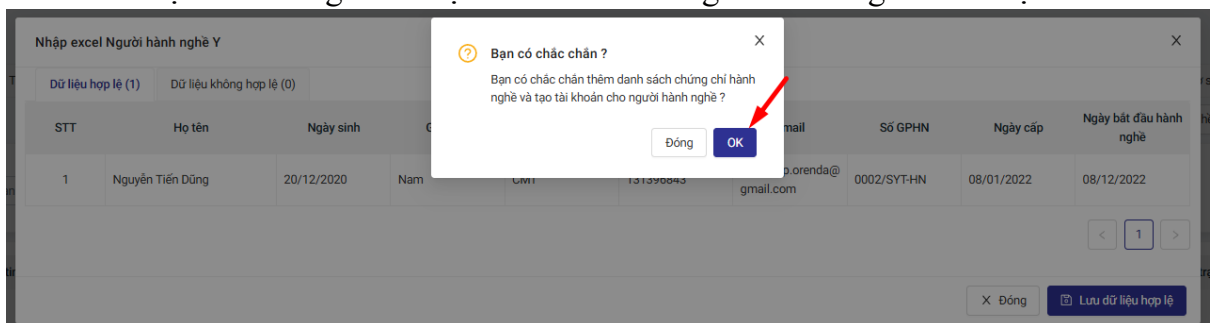 Nhập excel Người hành nghề Y
Bạn có chắc chắn ?
Bạn có chắc chắn thêm danh sách chứng chỉ hành
nghề và tạo tài khoản cho người hành nghề ?
Đóng OK
Dữ liệu hợp lệ (1) Dữ liệu không hợp lệ (0)
STT Họ tên Ngày sinh Số GPHN Ngày cấp Ngày bắt đầu hành
nghề
1 Nguyễn Tiến Dũng 20/12/2020 Nam CMT 131396843 p.orenda@
gmail.com 0002/SYT-HN 08/01/2022 08/12/2022
< 1 >
X Đóng Lưu dữ liệu hợp lệ